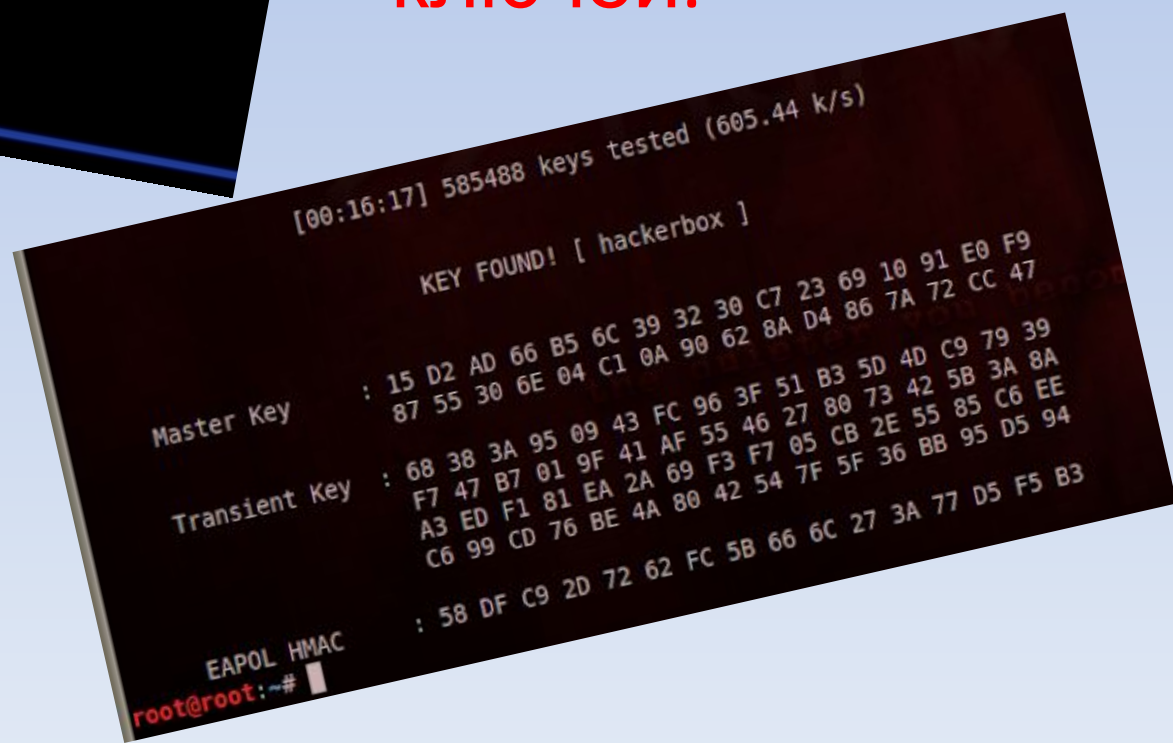 [00:16:17] 585488 keys tested (605.44 k/s)
KEY FOUND! [ hackerbox ]
Master Key : 15 D2 AD 66 B5 6C 39 32 30 C7 23 69 10 91 E0 F9
87 55 30 6E 04 C1 0A 90 62 8A D4 86 7A 72 CC 47
Transient Key : 68 38 3A 95 09 43 FC 96 3F 51 B3 5D 4D C9 79 39
F7 47 B7 01 9F 41 AF 55 46 27 80 73 42 5B 3A 8A
A3 ED F1 81 EA 2A 69 F3 F7 05 CB 2E 55 85 C6 EE
C6 99 CD 76 BE 4A 80 42 54 7F 5F 36 BB 95 D5 94
EAPOL HMAC : 58 DF C9 2D 72 62 FC 5B 66 6C 27 3A 77 D5 F5 B3
root@root:~#